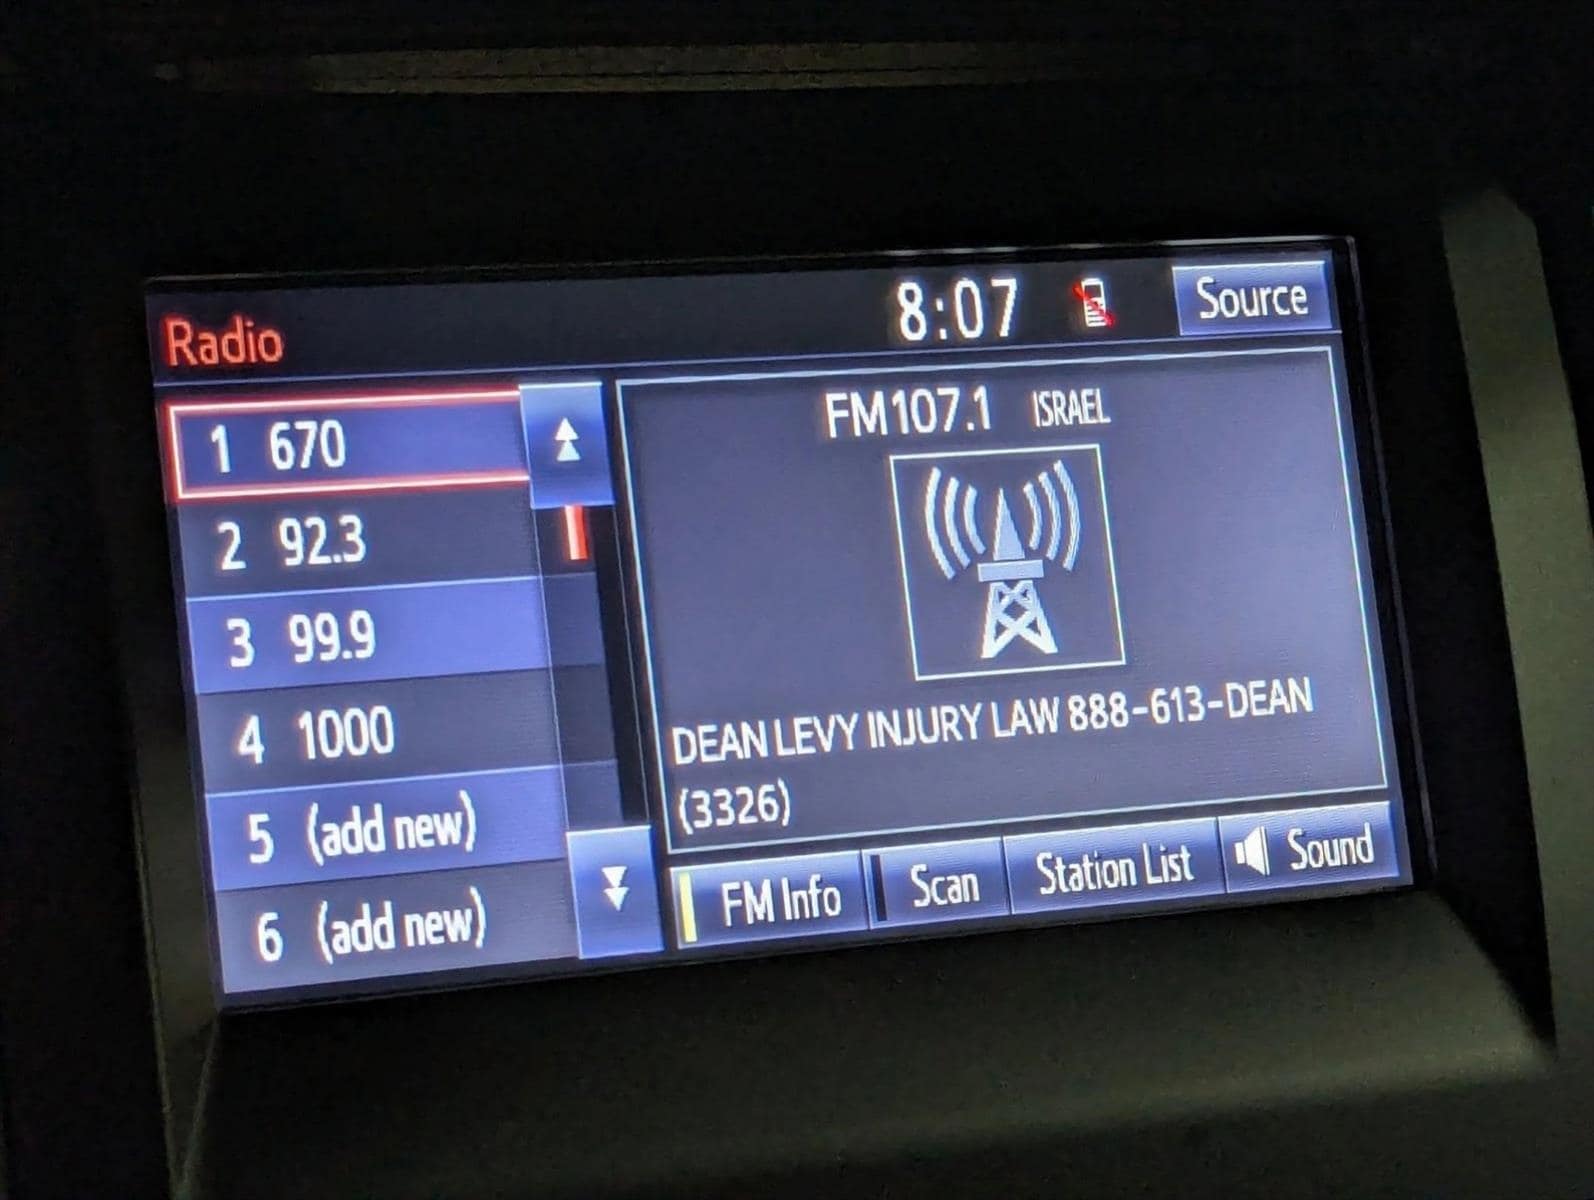 Radio
8:07
Source
1 670
2 92.3
3 99.9
4 1000
5 (add new)
6 (add new)
FM107.1 ISRAEL
DEAN LEVY INJURY LAW 888-613-DEAN
(3326)
FM Info
Scan
Station List
Sound